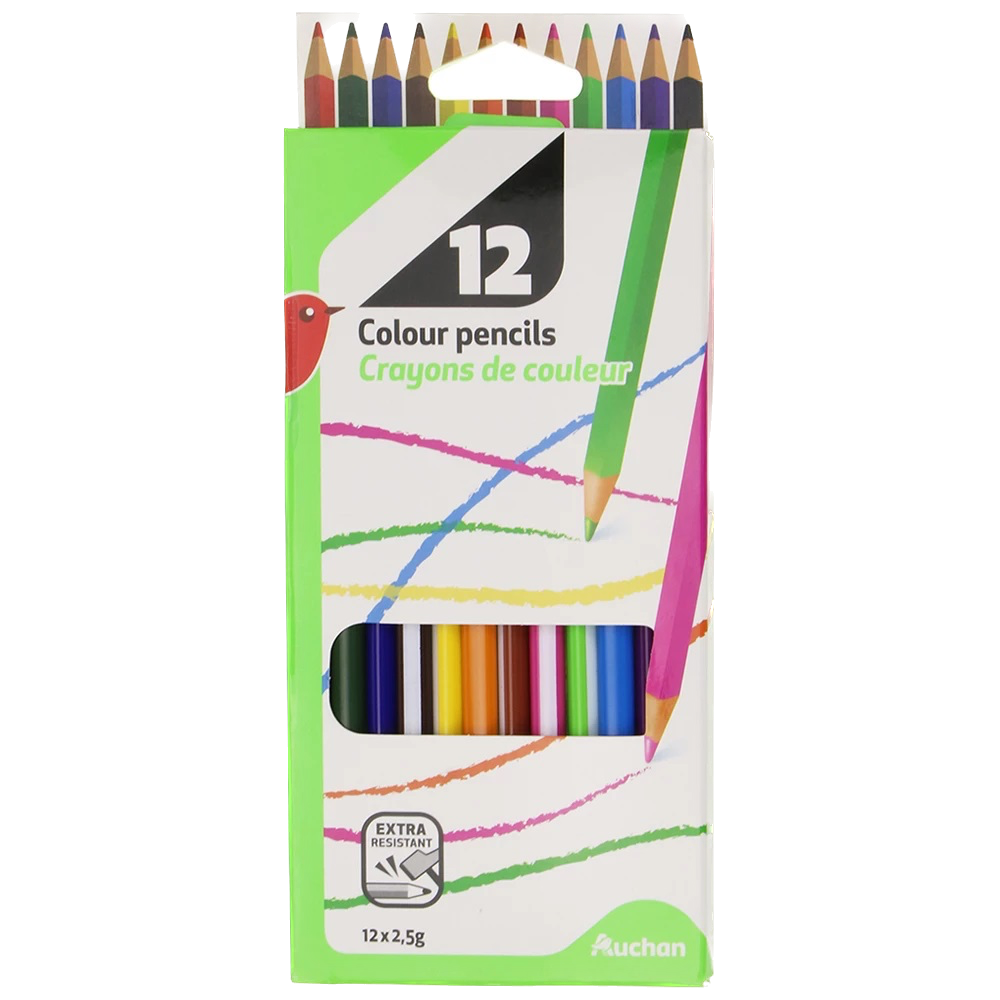 12
Colour pencils
Crayons de couleur
EXTRA
RESISTANT
12 x 2,5g
Auchan